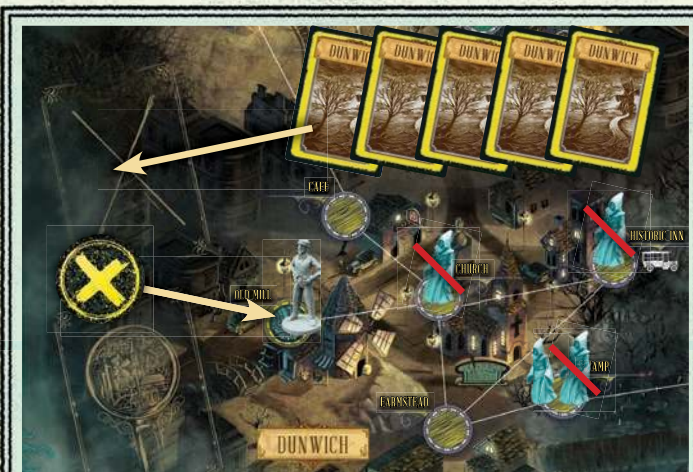 DUNWICH
DUNWICH
DUNWICH
DUNWICH
DUNWICH
CAFE
HISTORIC INN
CHURCH
OLD MILL
FARMSTEAD
DUNWICH